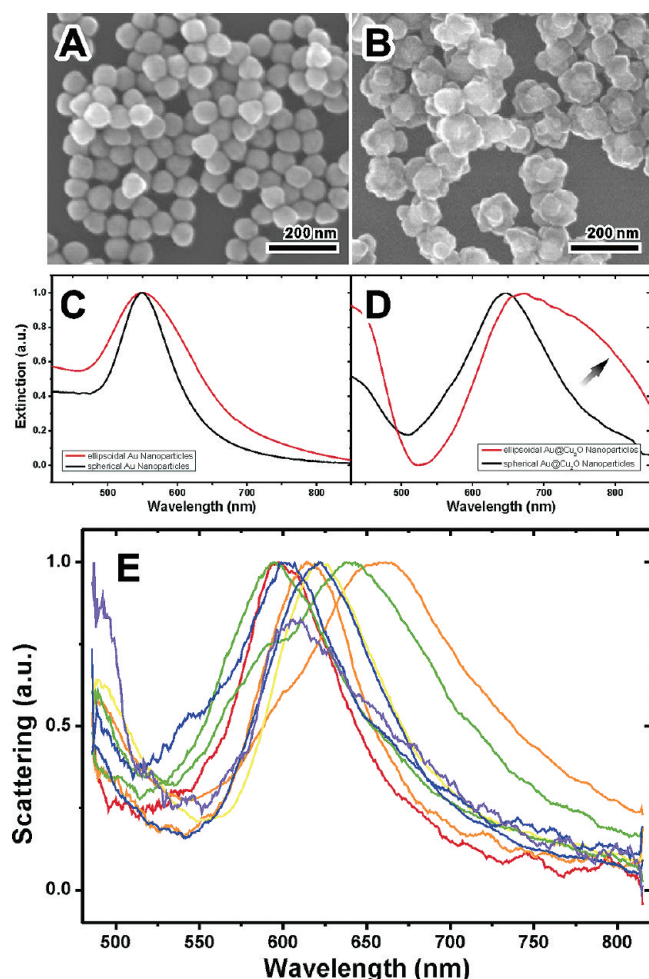 A
B
200 nm
200 nm
C
D
1.0
0.8
0.6
0.4
0.2
0.0
Extinction (a.u.)
ellipsoidal Au Nanoparticles
spherical Au Nanoparticles
ellipsoidal Au@Cu₂O Nanoparticles
spherical Au@Cu₂O Nanoparticles
500 600 700 800
500 600 700 800
Wavelength (nm)
Wavelength (nm)
E
1.0
0.5
0.0
Scattering (a.u.)
500 550 600 650 700 750 800
Wavelength (nm)